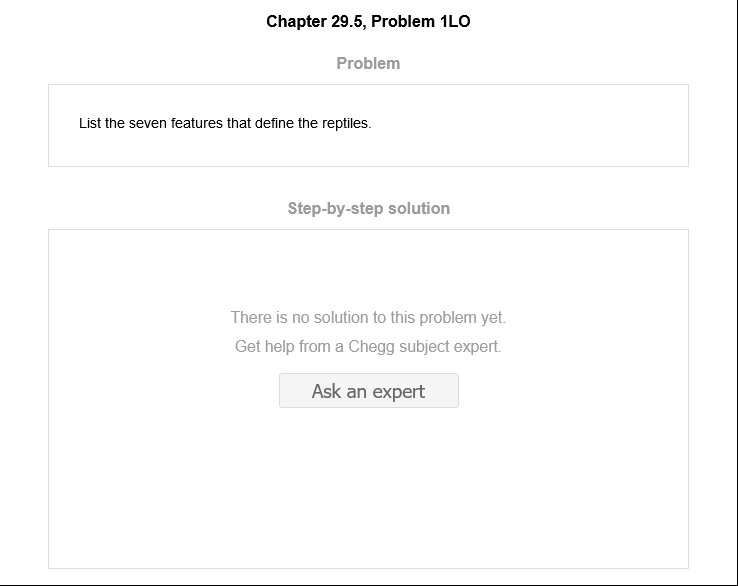 Chapter 29.5, Problem 1LO
Problem
List the seven features that define the reptiles.
Step-by-step solution
There is no solution to this problem yet.
Get help from a Chegg subject expert.
Ask an expert